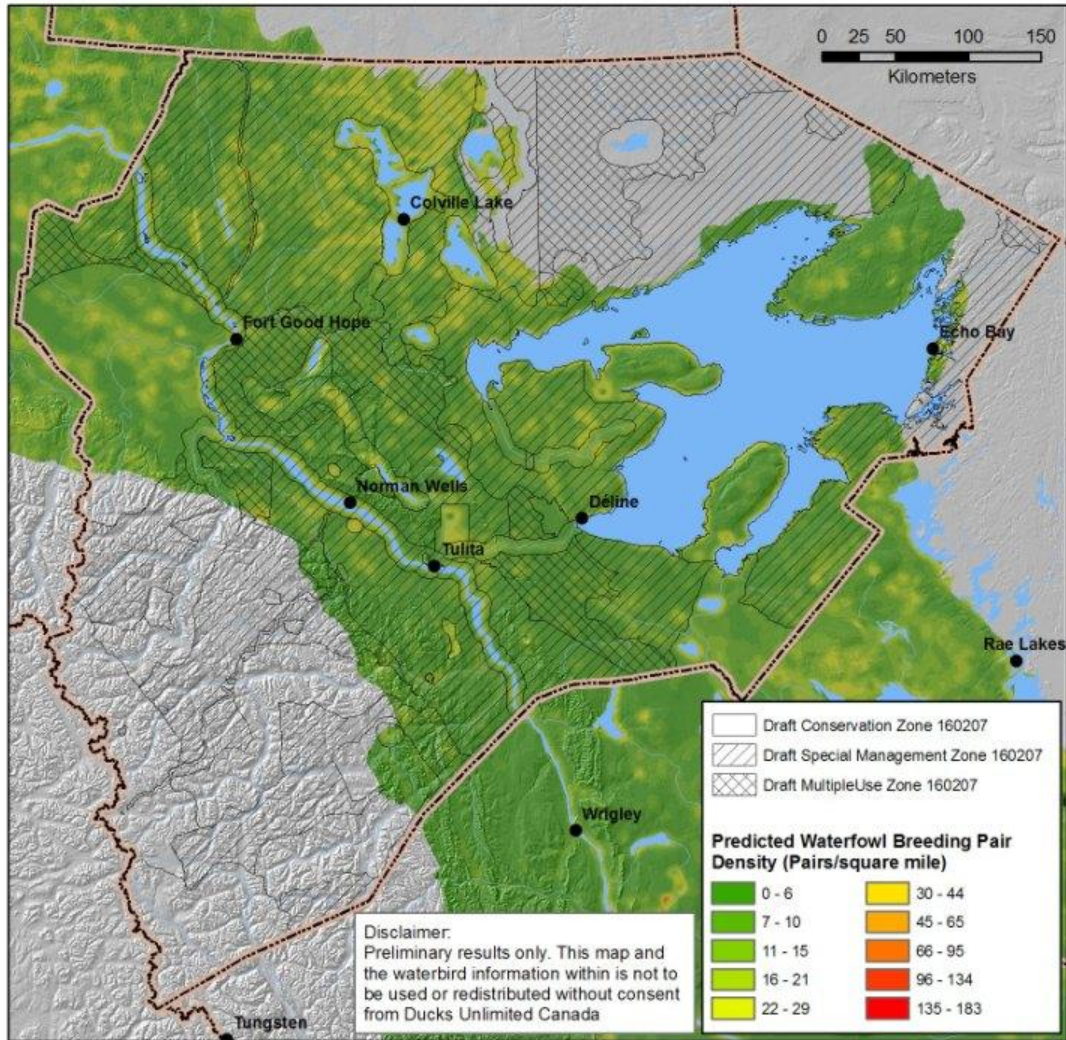 0 25 50 100 150
Kilometers
Colville Lake
Fort Good Hope
Echo Bay
Norman Wells
Déline
Tulita
Rae Lakes
Wrigley
Tungsten
Draft Conservation Zone 160207
Draft Special Management Zone 160207
Draft MultipleUse Zone 160207
Predicted Waterfowl Breeding Pair
Density (Pairs/square mile)
0 - 6
7 - 10
11 - 15
16 - 21
22 - 29
30 - 44
45 - 65
66 - 95
96 - 134
135 - 183
Disclaimer:
Preliminary results only. This map and
the waterbird information within is not to
be used or redistributed without consent
from Ducks Unlimited Canada